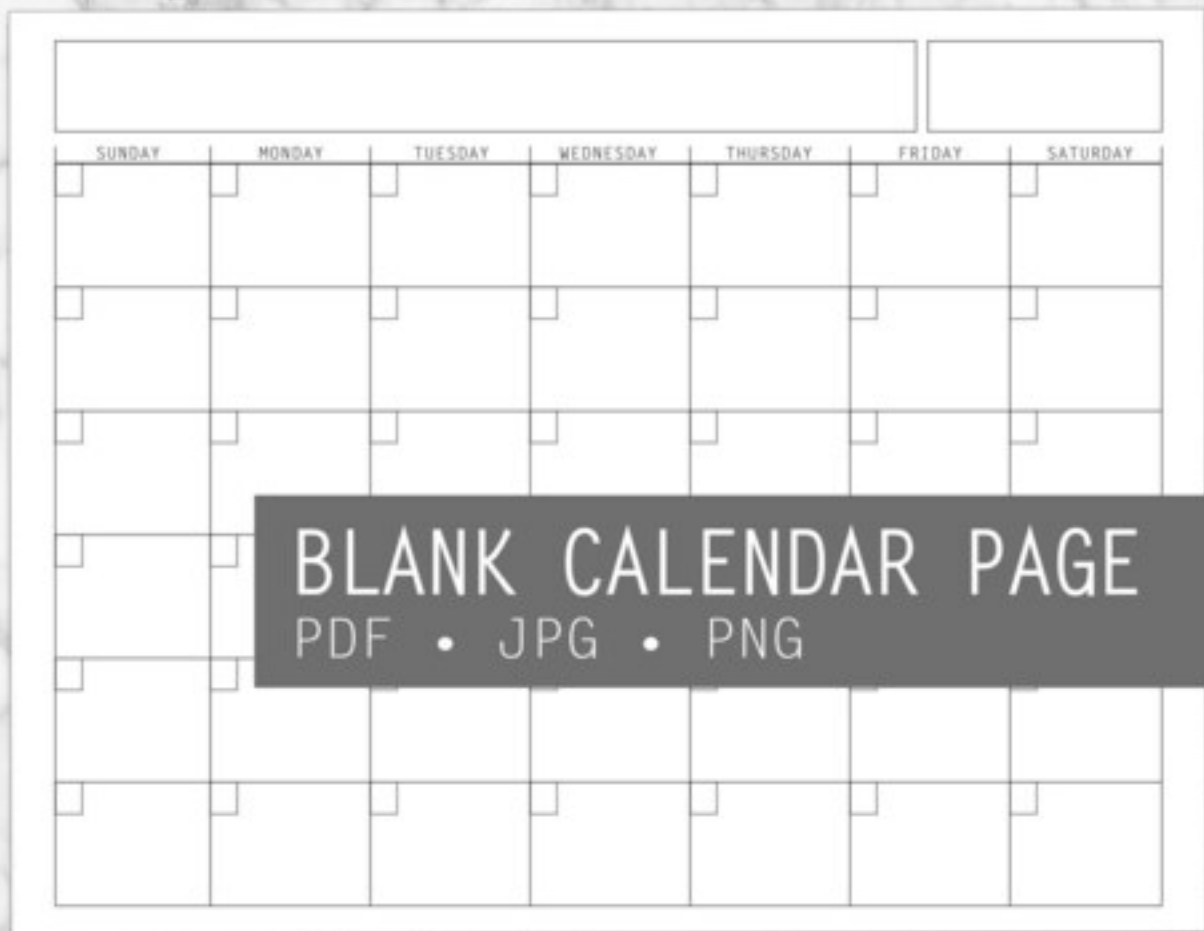 SUNDAY MONDAY TUESDAY WEDNESDAY THURSDAY FRIDAY SATURDAY
BLANK CALENDAR PAGE
PDF • JPG • PNG